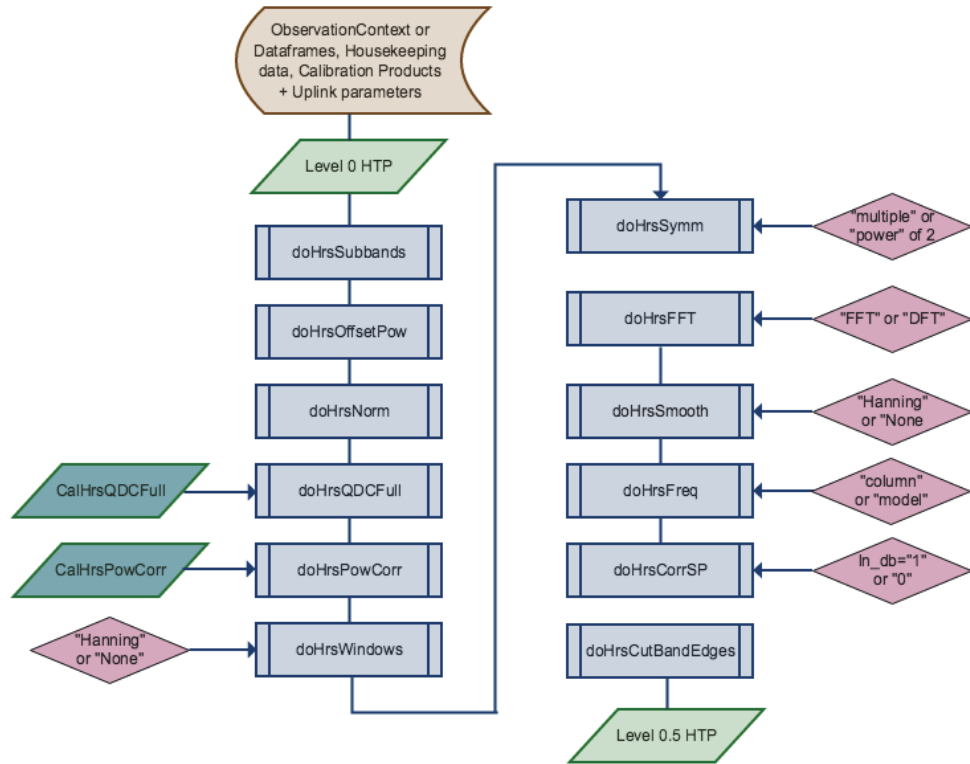 ObservationContext or
Dataframes, Housekeeping
data, Calibration Products
+ Uplink parameters
Level 0 HTP
doHrsSubbands
doHrsOffsetPow
doHrsNorm
CalHrsQDCFull
doHrsQDCFull
CalHrsPowCorr
doHrsPowCorr
"Hanning"
or "None"
doHrsWindows
doHrsSymm
"multiple" or
"power" of 2
doHrsFFT
"FFT" or "DFT"
doHrsSmooth
"Hanning"
or "None
doHrsFreq
"column"
or "model"
doHrsCorrSP
In_db="1"
or "0"
doHrsCutBandEdges
Level 0.5 HTP